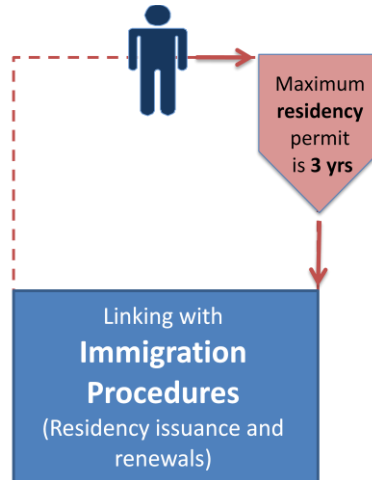 Maximum
residency
permit
is 3 yrs
Linking with
Immigration
Procedures
(Residency issuance and
renewals)